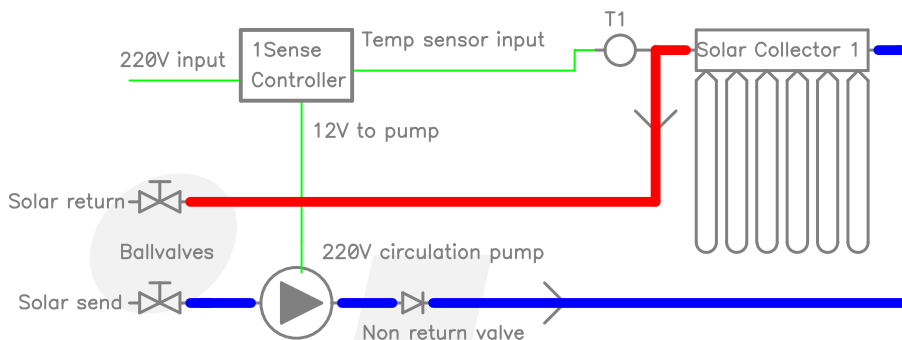 T1
220V input
1Sense
Controller
Temp sensor input
Solar Collector 1
12V to pump
Solar return
Ballvalves
220V circulation pump
Solar send
Non return valve